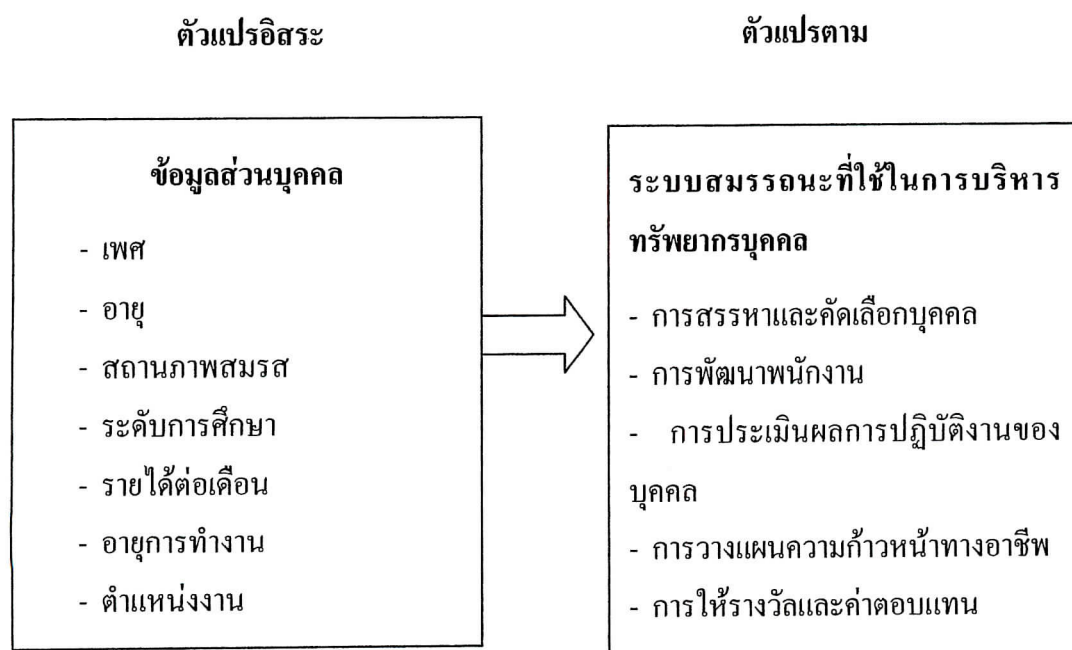 ตัวแปรอิสระ
ตัวแปรตาม
ข้อมูลส่วนบุคคล
- เพศ
- อายุ
- สถานภาพสมรส
- ระดับการศึกษา
- รายได้ต่อเดือน
- อายุการทำงาน
- ตำแหน่งงาน
ระบบสมรรถนะที่ใช้ในการบริหาร
ทรัพยากรบุคคล
- การสรรหาและคัดเลือกบุคคล
- การพัฒนาพนักงาน
- การประเมินผลการปฏิบัติงานของ
บุคคล
- การวางแผนความก้าวหน้าทางอาชีพ
- การให้รางวัลและค่าตอบแทน